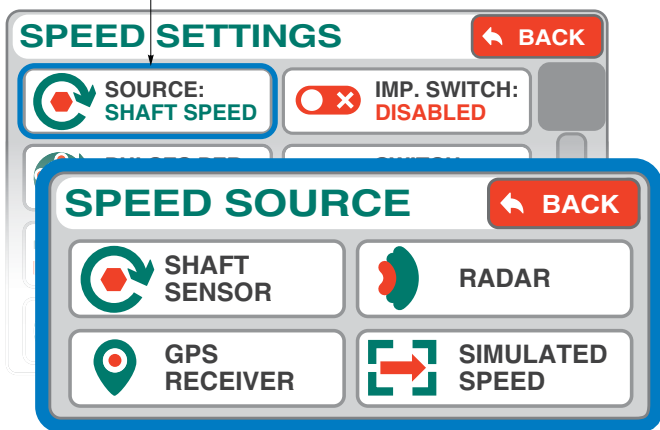 SPEED SETTINGS
BACK
SOURCE:
SHAFT SPEED
IMP. SWITCH:
DISABLED
SPEED SOURCE
BACK
SHAFT
SENSOR
RADAR
GPS
RECEIVER
SIMULATED
SPEED